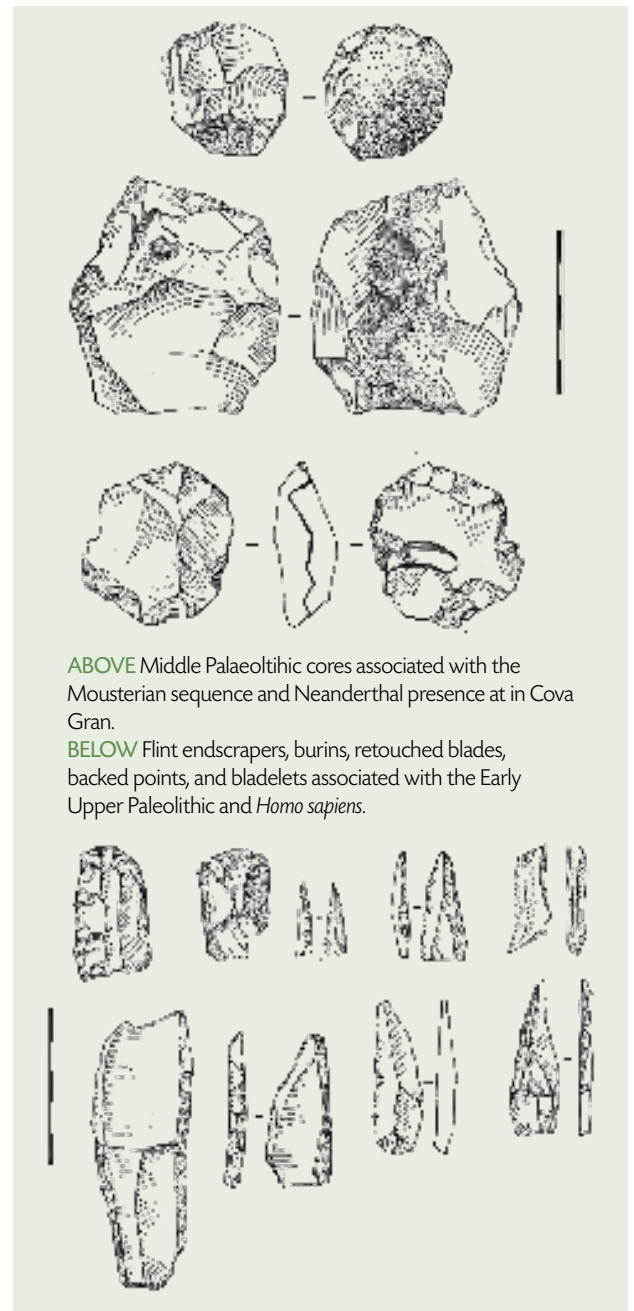 ABOVE Middle Palaeoltihic cores associated with the
Mousterian sequence and Neanderthal presence at in Cova
Gran.
BELOW Flint endscrapers, burins, retouched blades,
backed points, and bladelets associated with the Early
Upper Paleolithic and Homo sapiens.